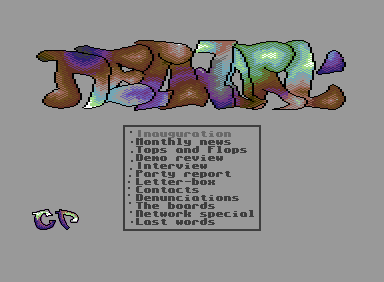 Inauguration
Monthly news
Tops and Flops
Demo review
Interview
Party report
Letter-box
Contacts
Denunciations
The boards
Network special
Last words
CP